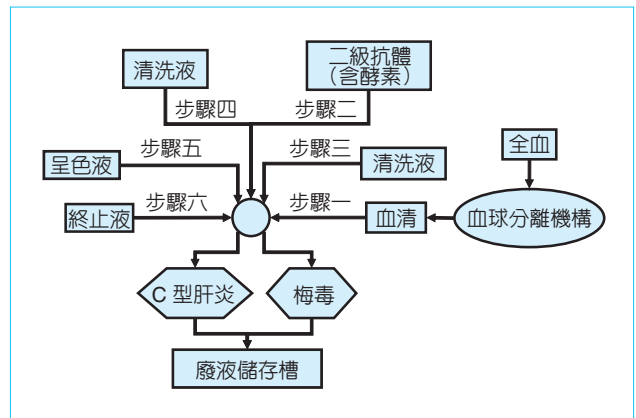 清洗液
二級抗體
(含酵素)
步驟四
步驟二
全血
呈色液
步驟五
步驟三
清洗液
終止液
步驟六
步驟一
血清
血球分離機構
C 型肝炎
梅毒
廢液儲存槽